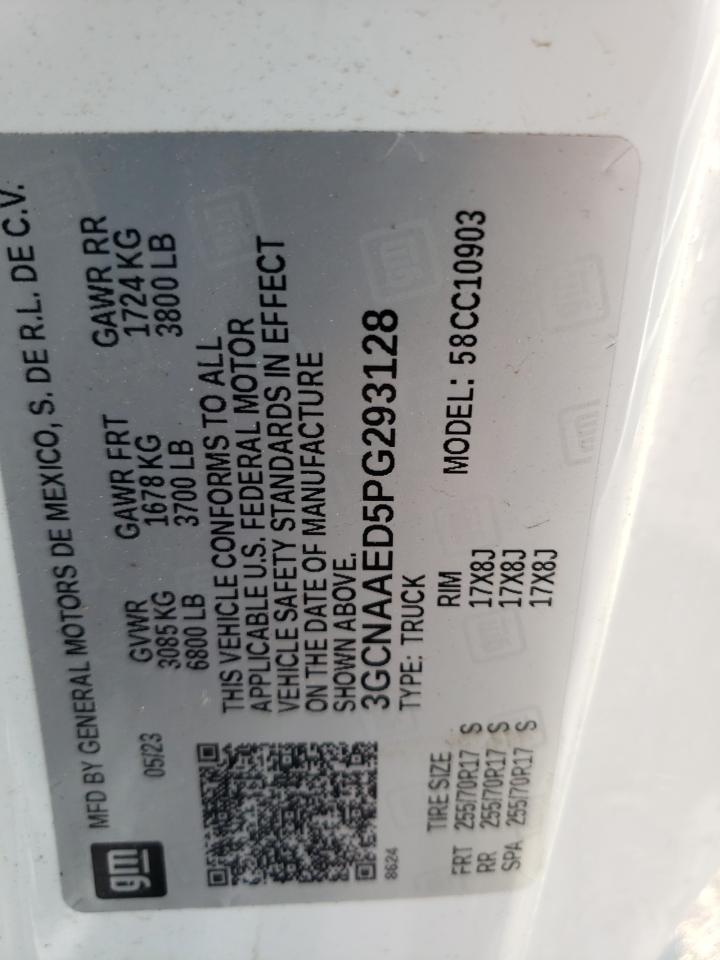 MFD BY GENERAL MOTORS DE MEXICO, S. DE R.L. DE C.V.
gm
05/23
GVWR GAWR FRT GAWR RR
3085 KG 1678 KG 1724 KG
6800 LB 3700 LB 3800 LB
THIS VEHICLE CONFORMS TO ALL
APPLICABLE U.S. FEDERAL MOTOR
VEHICLE SAFETY STANDARDS IN EFFECT
ON THE DATE OF MANUFACTURE
SHOWN ABOVE.
3GCNAAED5PG293128
TYPE: TRUCK
8624
MODEL: 58CC10903
TIRE SIZE RIM
FRT 255/70R17 S 17X8J
RR 255/70R17 S 17X8J
SPA 255/70R17 S 17X8J